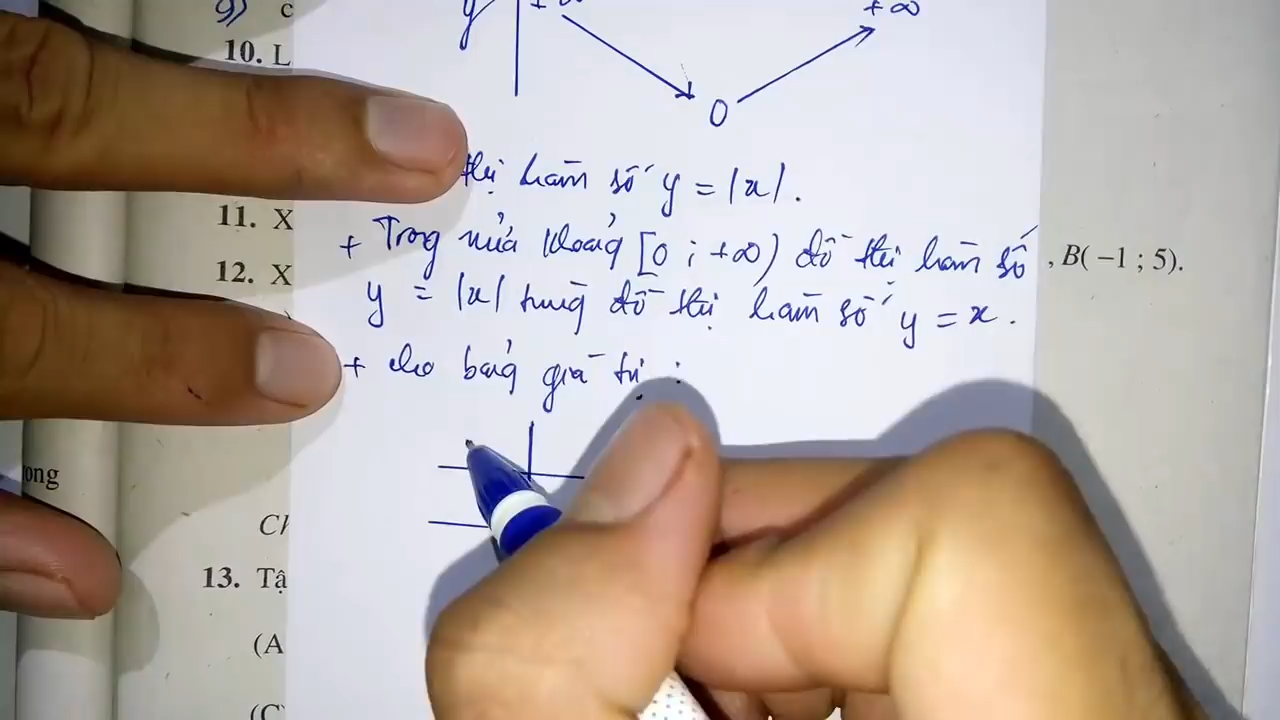 g) c
y +∞ +∞
10. L
0
thị hàm số y = |x|.
11. X
+ Trong nửa khoảng [0 ; +∞) đồ thị hàm số
, B( −1 ; 5).
12. X
y = |x| trùng đồ thị hàm số y = x.
+ cho bảng giá trị :
ong
Ch
13. Tậ
(A
(C